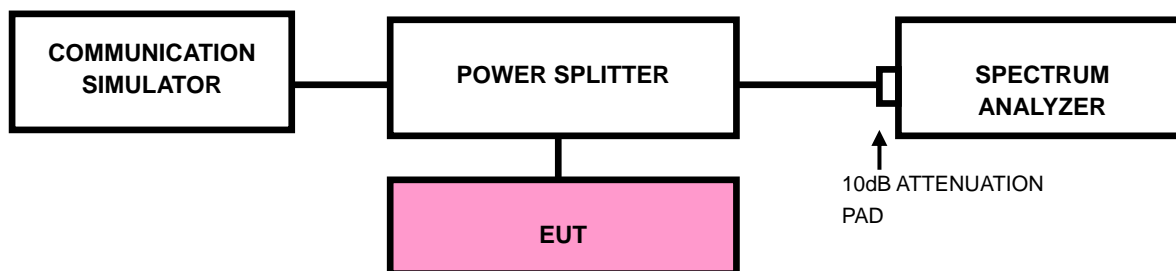 COMMUNICATION
SIMULATOR
POWER SPLITTER
SPECTRUM
ANALYZER
10dB ATTENUATION
PAD
EUT